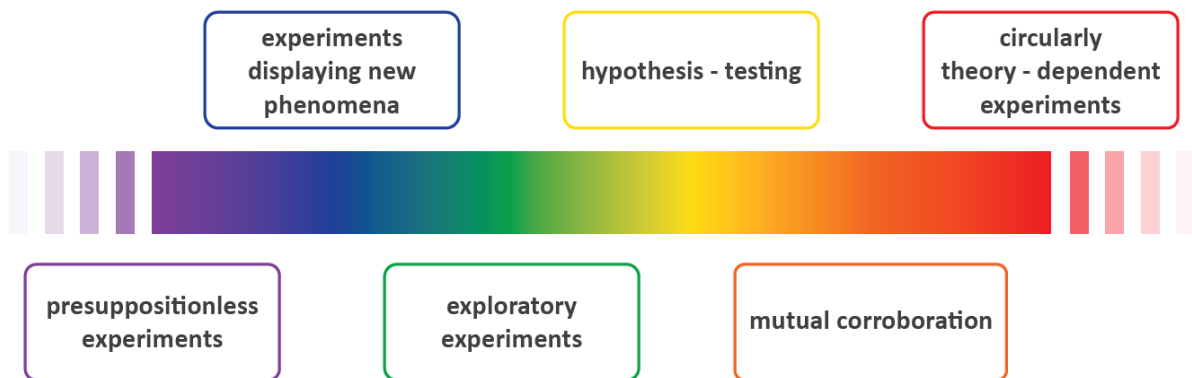 experiments
displaying new
phenomena
hypothesis - testing
circularly
theory - dependent
experiments
presuppositionless
experiments
exploratory
experiments
mutual corroboration